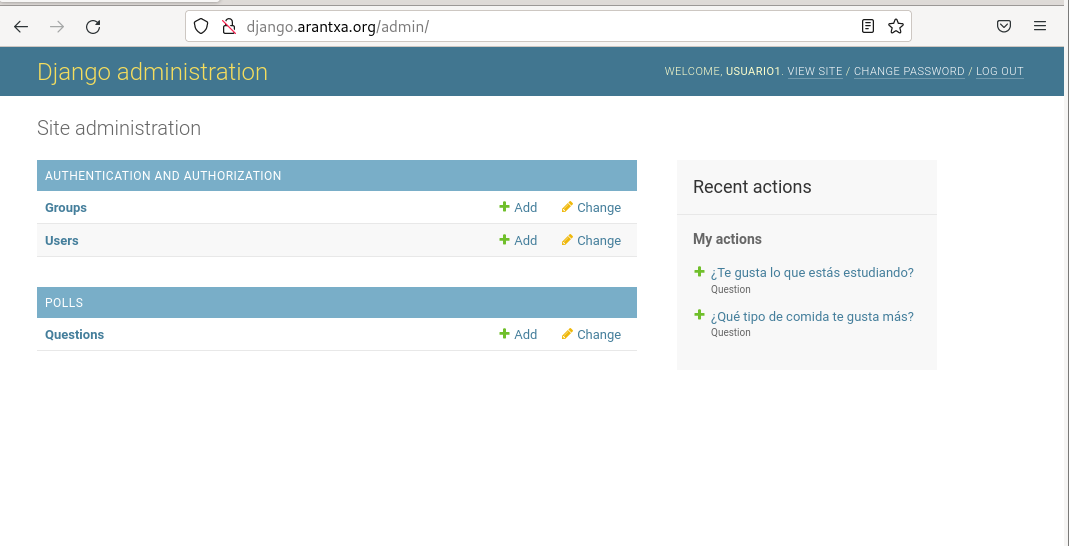 django.arantxa.org/admin/
Django administration
WELCOME, USUARIO1. VIEW SITE / CHANGE PASSWORD / LOG OUT
Site administration
AUTHENTICATION AND AUTHORIZATION
Groups Add Change
Users Add Change
POLLS
Questions Add Change
Recent actions
My actions
¿Te gusta lo que estás estudiando?
Question
¿Qué tipo de comida te gusta más?
Question